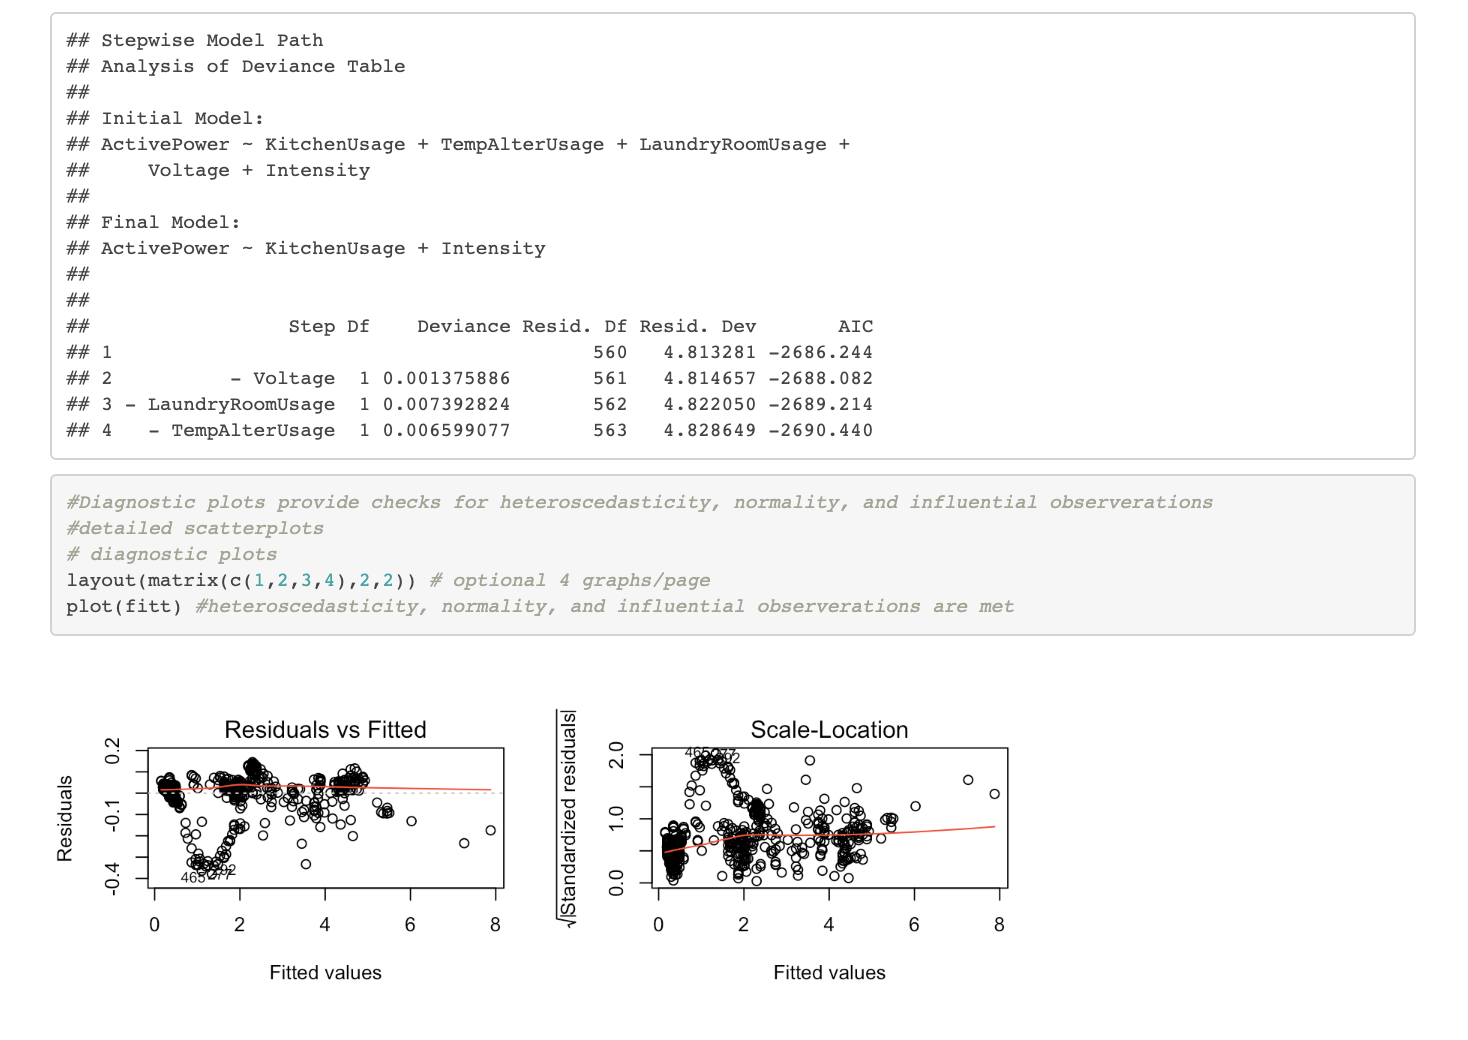 ## Stepwise Model Path
## Analysis of Deviance Table
##
## Initial Model:
## ActivePower ~ KitchenUsage + TempAlterUsage + LaundryRoomUsage +
##     Voltage + Intensity
##
## Final Model:
## ActivePower ~ KitchenUsage + Intensity
##
##
##                 Step Df    Deviance Resid. Df Resid. Dev       AIC
## 1                                         560   4.813281 -2686.244
## 2          - Voltage  1 0.001375886       561   4.814657 -2688.082
## 3 - LaundryRoomUsage  1 0.007392824       562   4.822050 -2689.214
## 4   - TempAlterUsage  1 0.006599077       563   4.828649 -2690.440
#Diagnostic plots provide checks for heteroscedasticity, normality, and influential observerations
#detailed scatterplots
# diagnostic plots
layout(matrix(c(1,2,3,4),2,2)) # optional 4 graphs/page
plot(fitt) #heteroscedasticity, normality, and influential observerations are met
Residuals vs Fitted
Residuals
0.2
-0.1
-0.4
0 2 4 6 8
Fitted values
Scale-Location
√|Standardized residuals|
2.0
1.0
0.0
0 2 4 6 8
Fitted values